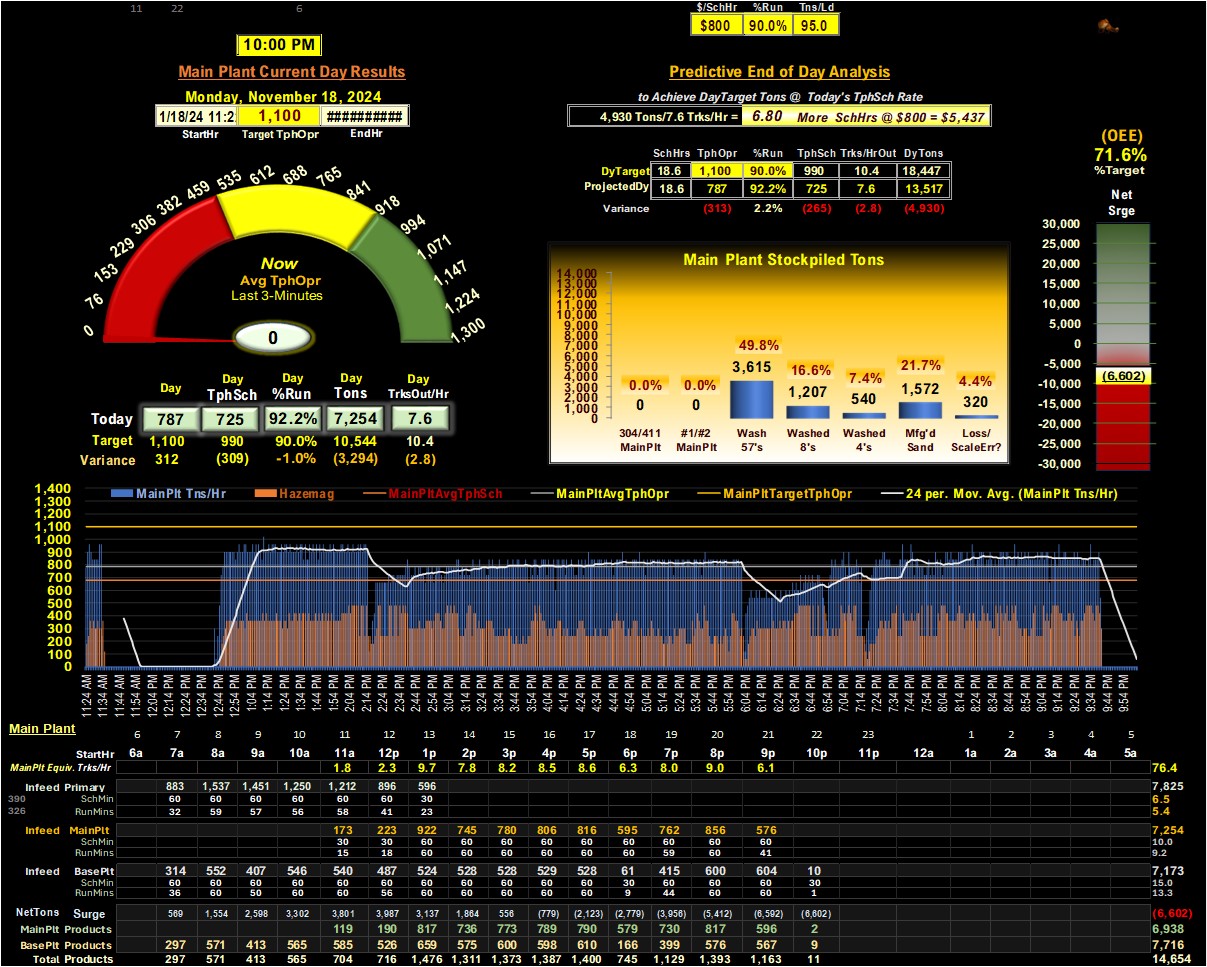 11 22 6
$/SchHr %Run Tns/Ld
$800 90.0% 95.0
10:00 PM
Main Plant Current Day Results
Monday, November 18, 2024
1/18/24 11:2 1,100 ##########
StartHr Target TphOpr EndHr
0 76 153 229 306 382 459 535 612 688 765 841 918 994 1,071 1,147 1,224 1,300
Now
Avg TphOpr
Last 3-Minutes
0
Day Day TphSch Day %Run Day Tons Day TrksOut/Hr
Today 787 725 92.2% 7,254 7.6
Target 1,100 990 90.0% 10,544 10.4
Variance 312 (309) -1.0% (3,294) (2.8)
Predictive End of Day Analysis
to Achieve DayTarget Tons @ Today's TphSch Rate
4,930 Tons/7.6 Trks/Hr = 6.80 More SchHrs @ $800 = $5,437
SchHrs TphOpr %Run TphSch Trks/HrOut DyTons
DyTarget 18.6 1,100 90.0% 990 10.4 18,447
ProjectedDy 18.6 787 92.2% 725 7.6 13,517
Variance (313) 2.2% (265) (2.8) (4,930)
Main Plant Stockpiled Tons
14,000
13,000
12,000
11,000
10,000
9,000
8,000
7,000
6,000
5,000
4,000
3,000
2,000
1,000
0
0.0% 0.0% 49.8% 16.6% 7.4% 21.7% 4.4%
0 0 3,615 1,207 540 1,572 320
304/411 MainPlt #1/#2 MainPlt Wash 57's Washed 8's Washed 4's Mfg'd Sand Loss/ ScaleErr?
(OEE)
71.6%
%Target
Net
Srge
30,000
25,000
20,000
15,000
10,000
5,000
0
-5,000
(6,602)
-10,000
-15,000
-20,000
-25,000
-30,000
MainPlt Tns/Hr Hazemag MainPltAvgTphSch MainPltAvgTphOpr MainPltTargetTphOpr 24 per. Mov. Avg. (MainPlt Tns/Hr)
1,400
1,300
1,200
1,100
1,000
900
800
700
600
500
400
300
200
100
0
11:24 AM 11:34 AM 11:44 AM 11:54 AM 12:04 PM 12:14 PM 12:24 PM 12:34 PM 12:54 PM 1:04 PM 1:14 PM 1:24 PM 1:34 PM 1:44 PM 1:54 PM 2:04 PM 2:14 PM 2:24 PM 2:34 PM 2:44 PM 2:54 PM 3:04 PM 3:14 PM 3:24 PM 3:34 PM 3:44 PM 3:54 PM 4:04 PM 4:14 PM 4:24 PM 4:34 PM 4:44 PM 4:54 PM 5:04 PM 5:14 PM 5:24 PM 5:34 PM 5:44 PM 5:54 PM 6:04 PM 6:14 PM 6:24 PM 6:34 PM 6:44 PM 6:54 PM 7:04 PM 7:14 PM 7:24 PM 7:34 PM 7:44 PM 7:54 PM 8:04 PM 8:14 PM 8:24 PM 8:34 PM 8:44 PM 8:54 PM 9:04 PM 9:14 PM 9:24 PM 9:34 PM 9:44 PM 9:54 PM
Main Plant
6 7 8 9 10 11 12 13 14 15 16 17 18 19 20 21 22 23 1 2 3 4 5
StartHr 6a 7a 8a 9a 10a 11a 12p 1p 2p 3p 4p 5p 6p 7p 8p 9p 10p 11p 12a 1a 2a 3a 4a 5a
MainPlt Equiv. Trks/Hr 1.8 2.3 9.7 7.8 8.2 8.5 8.6 6.3 8.0 9.0 6.1 76.4
Infeed Primary 883 1,537 1,451 1,250 1,212 896 596 7,825
390 SchMin 60 60 60 60 60 60 30 6.5
326 RunMins 32 59 57 56 58 41 23 5.4
Infeed MainPlt 173 223 922 745 780 806 816 595 762 856 576 7,254
SchMin 30 30 60 60 60 60 60 60 60 60 60 10.0
RunMins 15 18 60 60 60 60 60 60 59 60 41 9.2
Infeed BasePlt 314 552 407 546 540 487 524 528 528 529 528 61 415 600 604 10 7,173
SchMin 60 60 60 60 60 60 60 60 60 60 60 30 60 60 60 30 15.0
RunMins 36 60 50 60 60 56 60 60 60 60 60 9 44 60 60 1 13.3
NetTons Surge 569 1,554 2,598 3,302 3,801 3,987 3,137 1,864 556 (779) (2,123) (2,779) (3,956) (5,412) (6,592) (6,602) (6,602)
MainPlt Products 119 190 817 736 773 789 790 579 730 817 596 2 6,938
BasePlt Products 297 571 413 565 585 526 659 575 600 598 610 166 399 576 567 9 7,716
Total Products 297 571 413 565 704 716 1,476 1,311 1,373 1,387 1,400 745 1,129 1,393 1,163 11 14,654